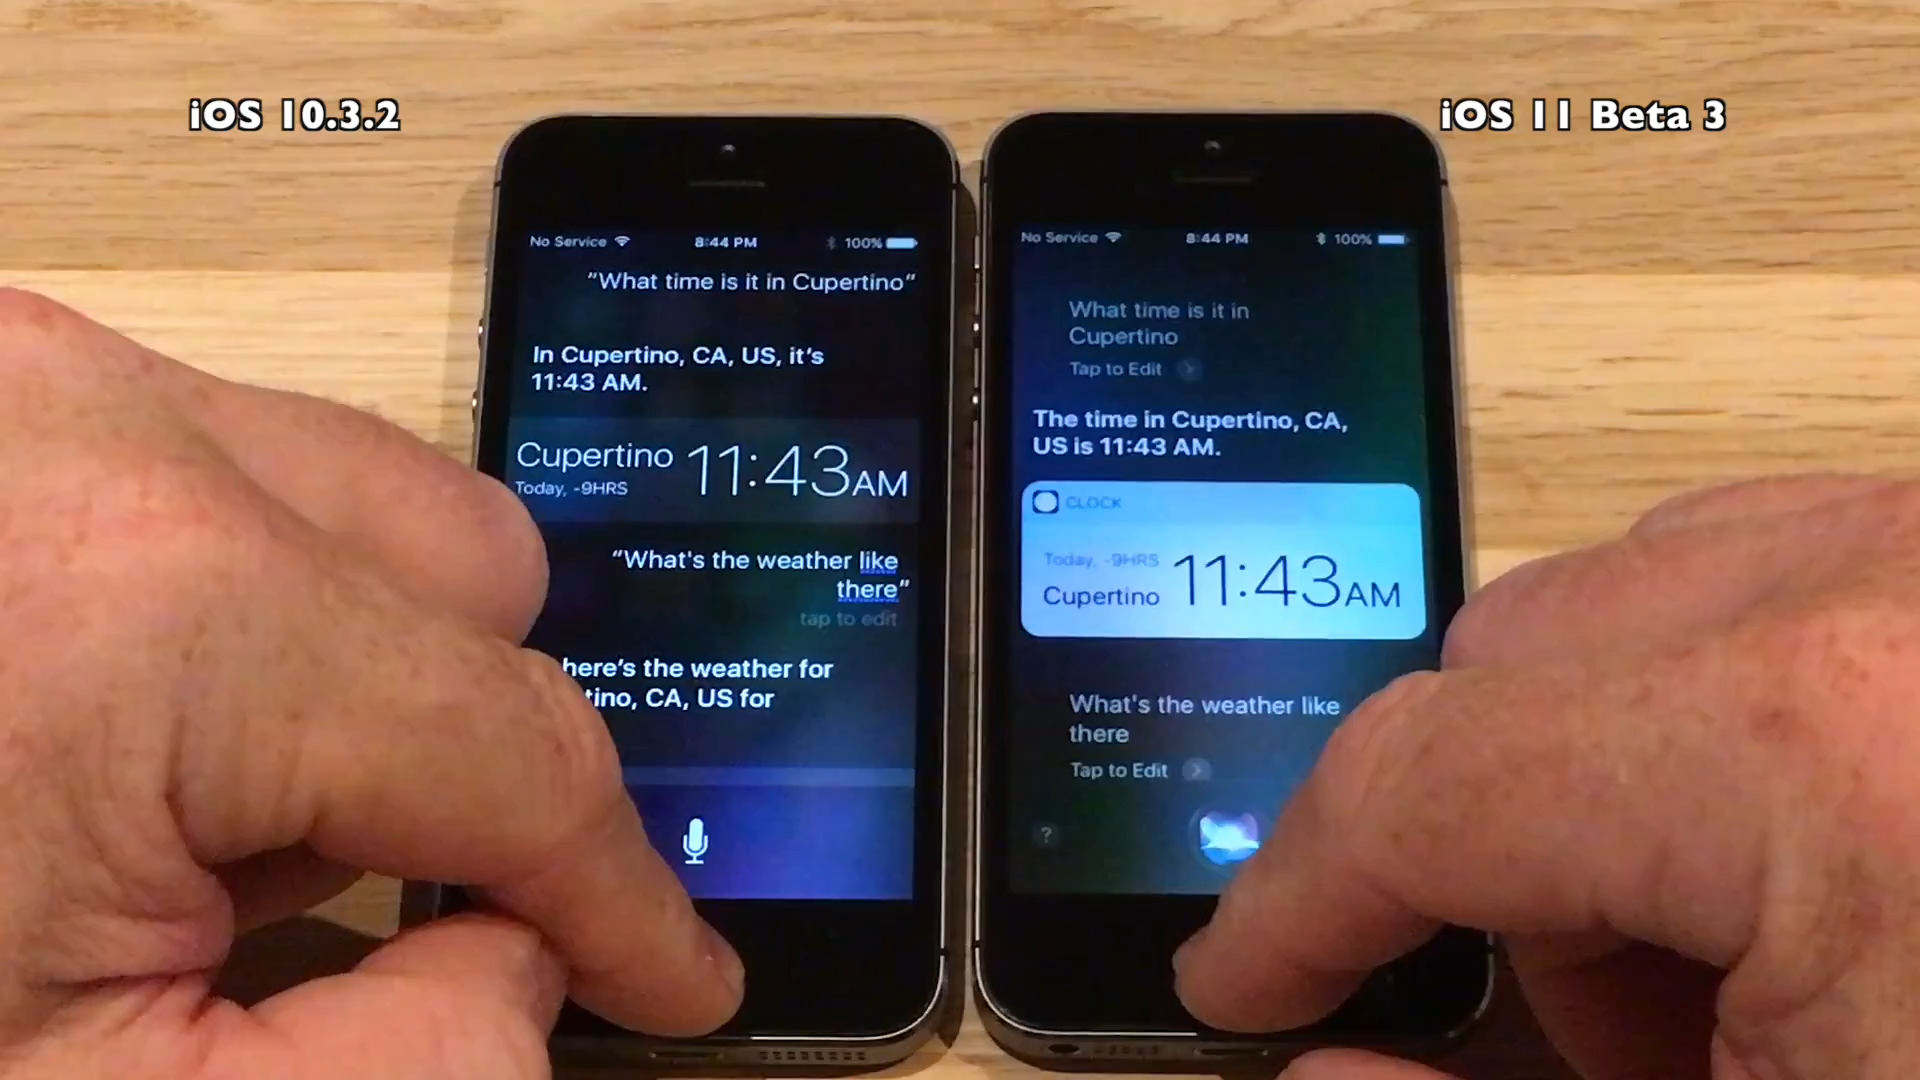 iOS 10.3.2
No Service
8:44 PM
100%
"What time is it in Cupertino"
In Cupertino, CA, US, it's
11:43 AM.
Cupertino
Today, -9HRS
11:43AM
"What's the weather like
there"
tap to edit
here's the weather for
tino, CA, US for
iOS 11 Beta 3
No Service
8:44 PM
100%
What time is it in
Cupertino
Tap to Edit
The time in Cupertino, CA,
US is 11:43 AM.
CLOCK
Today, -9HRS
Cupertino
11:43AM
What's the weather like
there
Tap to Edit
?